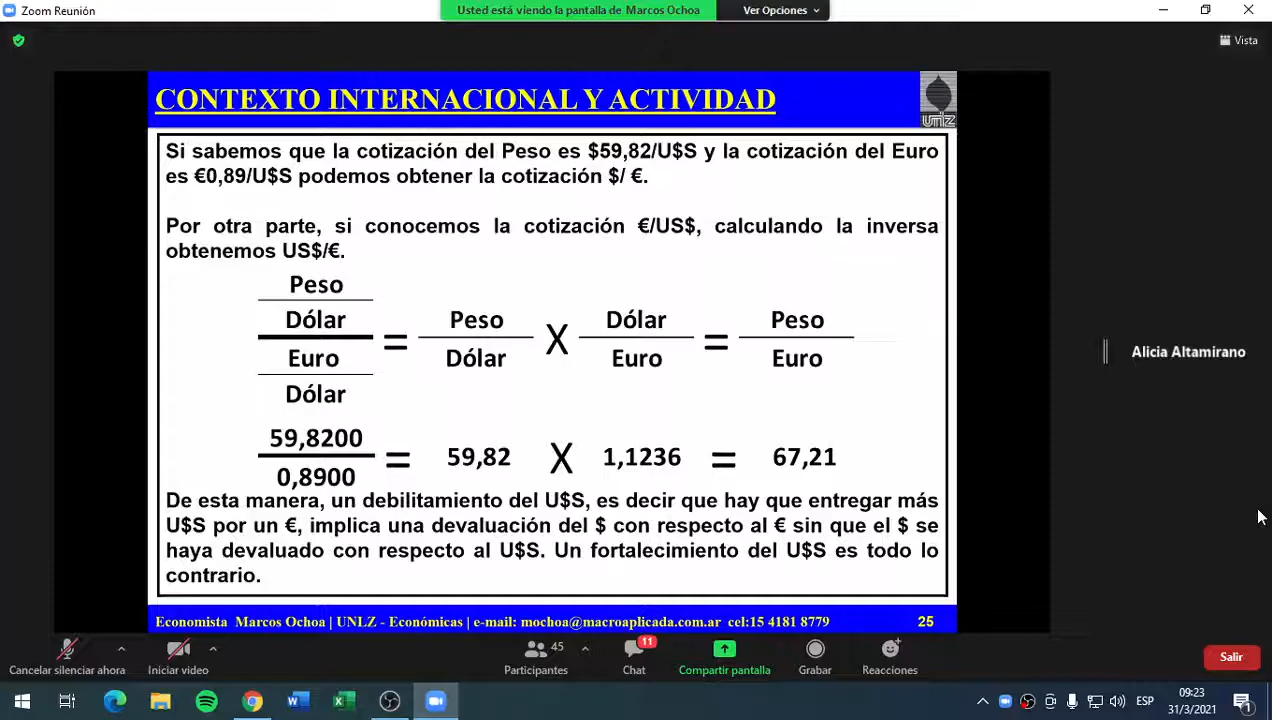 Zoom Reunión
Usted está viendo la pantalla de Marcos Ochoa
Ver Opciones
Vista
CONTEXTO INTERNACIONAL Y ACTIVIDAD
UNLZ
Si sabemos que la cotización del Peso es $59,82/U$S y la cotización del Euro
es €0,89/U$S podemos obtener la cotización $/ €.
Por otra parte, si conocemos la cotización €/US$, calculando la inversa
obtenemos US$/€.
Peso
Dólar
Euro
Dólar
=
Peso
Dólar
X
Dólar
Euro
=
Peso
Euro
59,8200
0,8900
= 59,82 X 1,1236 = 67,21
De esta manera, un debilitamiento del U$S, es decir que hay que entregar más
U$S por un €, implica una devaluación del $ con respecto al € sin que el $ se
haya devaluado con respecto al U$S. Un fortalecimiento del U$S es todo lo
contrario.
Economista Marcos Ochoa | UNLZ - Económicas | e-mail: mochoa@macroaplicada.com.ar cel:15 4181 8779 25
Alicia Altamirano
Cancelar silenciar ahora
Iniciar video
45
Participantes
11
Chat
Compartir pantalla
Grabar
Reacciones
Salir
ESP
09:23
31/3/2021
1